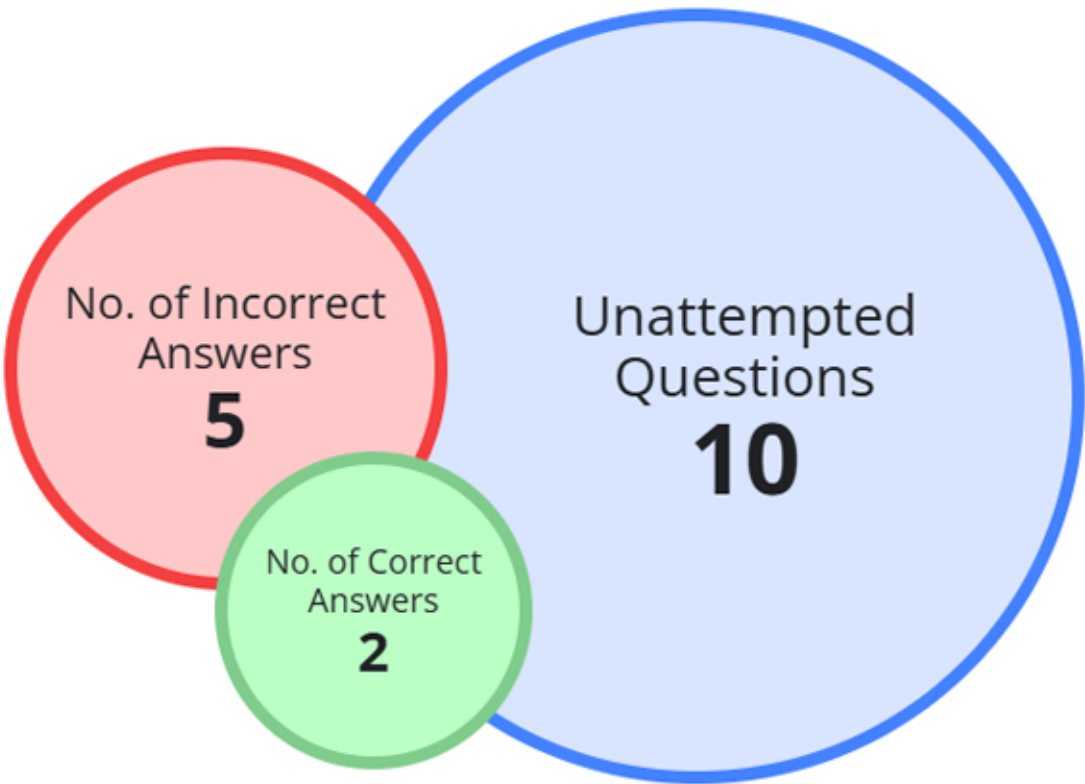 No. of Incorrect
Answers
5
Unattempted
Questions
10
No. of Correct
Answers
2